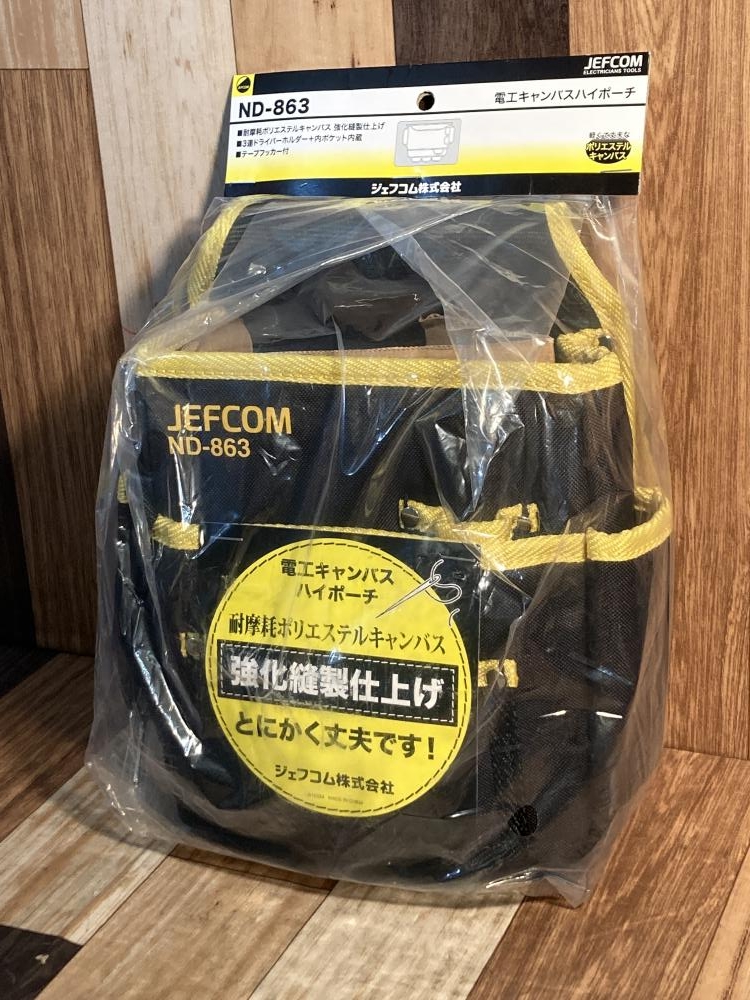 JEFCOM
ELECTRICIANS TOOLS
ND-863
電工キャンバスハイポーチ
■耐摩耗ポリエステルキャンバス 強化縫製仕上げ
■3連ドライバーホルダー+内ポケット内蔵
■テープフッカー付
ポリエステル
キャンバス
ジェフコム株式会社
JEFCOM
ND-863
電工キャンバス
ハイポーチ
耐摩耗ポリエステルキャンバス
強化縫製仕上げ
とにかく丈夫です!
ジェフコム株式会社